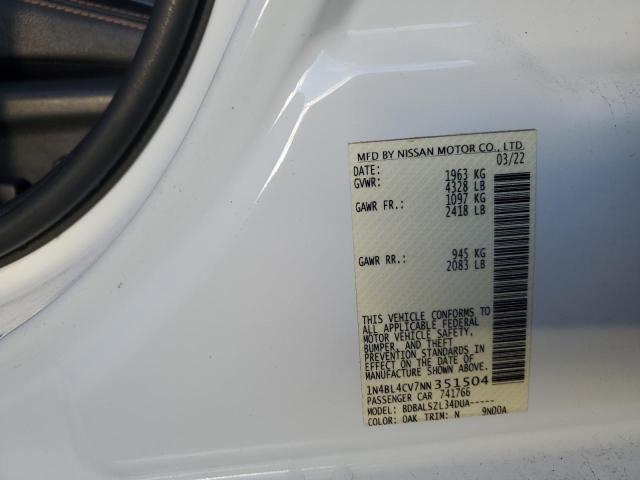 MFD BY NISSAN MOTOR CO., LTD.
DATE: 03/22
GVWR: 1963 KG
4328 LB
GAWR FR.: 1097 KG
2418 LB
GAWR RR.: 945 KG
2083 LB
THIS VEHICLE CONFORMS TO
ALL APPLICABLE FEDERAL
MOTOR VEHICLE SAFETY,
BUMPER, AND THEFT
PREVENTION STANDARDS IN
EFFECT ON THE DATE OF
MANUFACTURE SHOWN ABOVE.
1N4BL4CV7NN351504
PASSENGER CAR 741766
MODEL: BDBALSZL34DUA-----
COLOR: QAK TRIM: N 9N00A